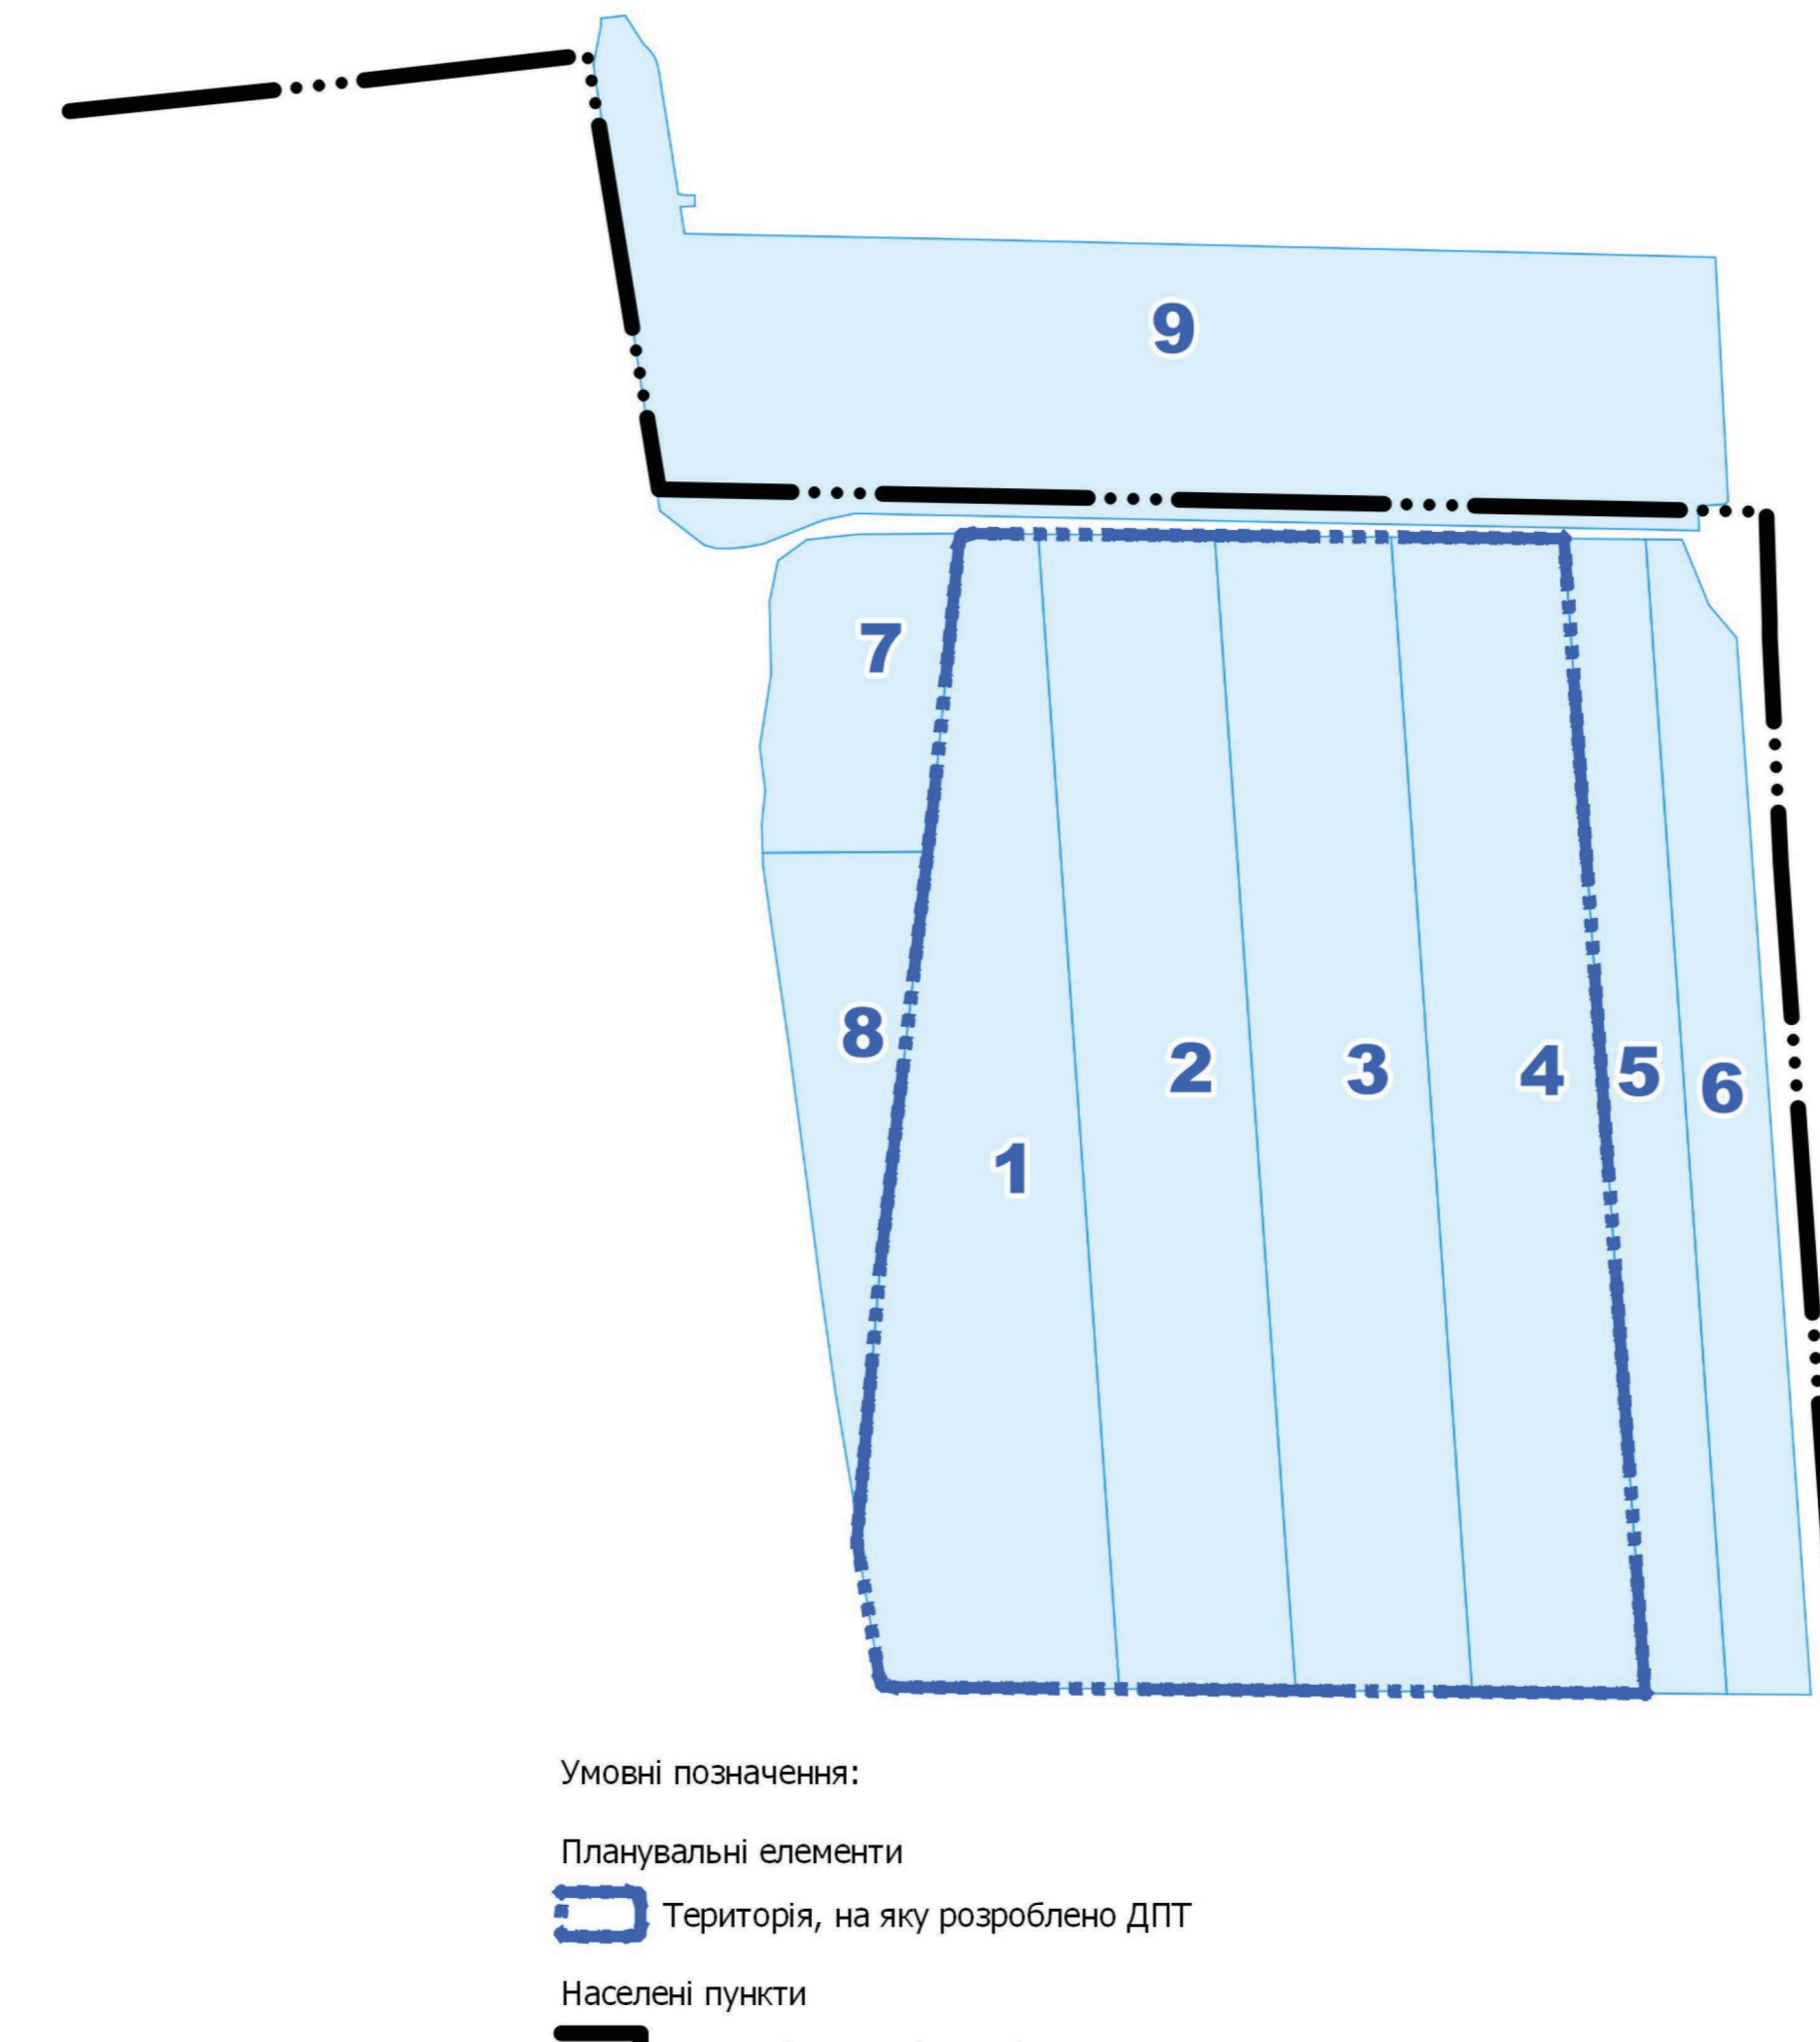 9
7
8
2
3
4
5
6
1
Умовні позначення:
Планувальні елементи
Територія, на яку розроблено ДПТ
Населені пункти